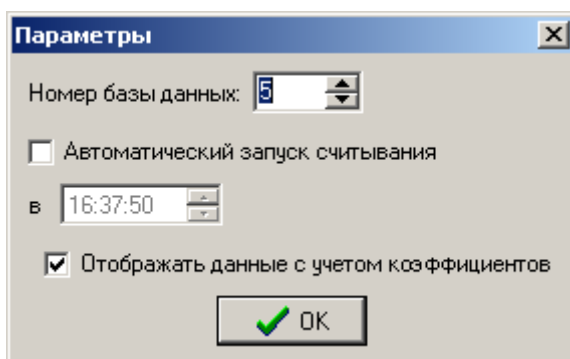 Параметры
Номер базы данных: 5
Автоматический запуск считывания
в 16:37:50
Отображать данные с учетом коэффициентов
OK